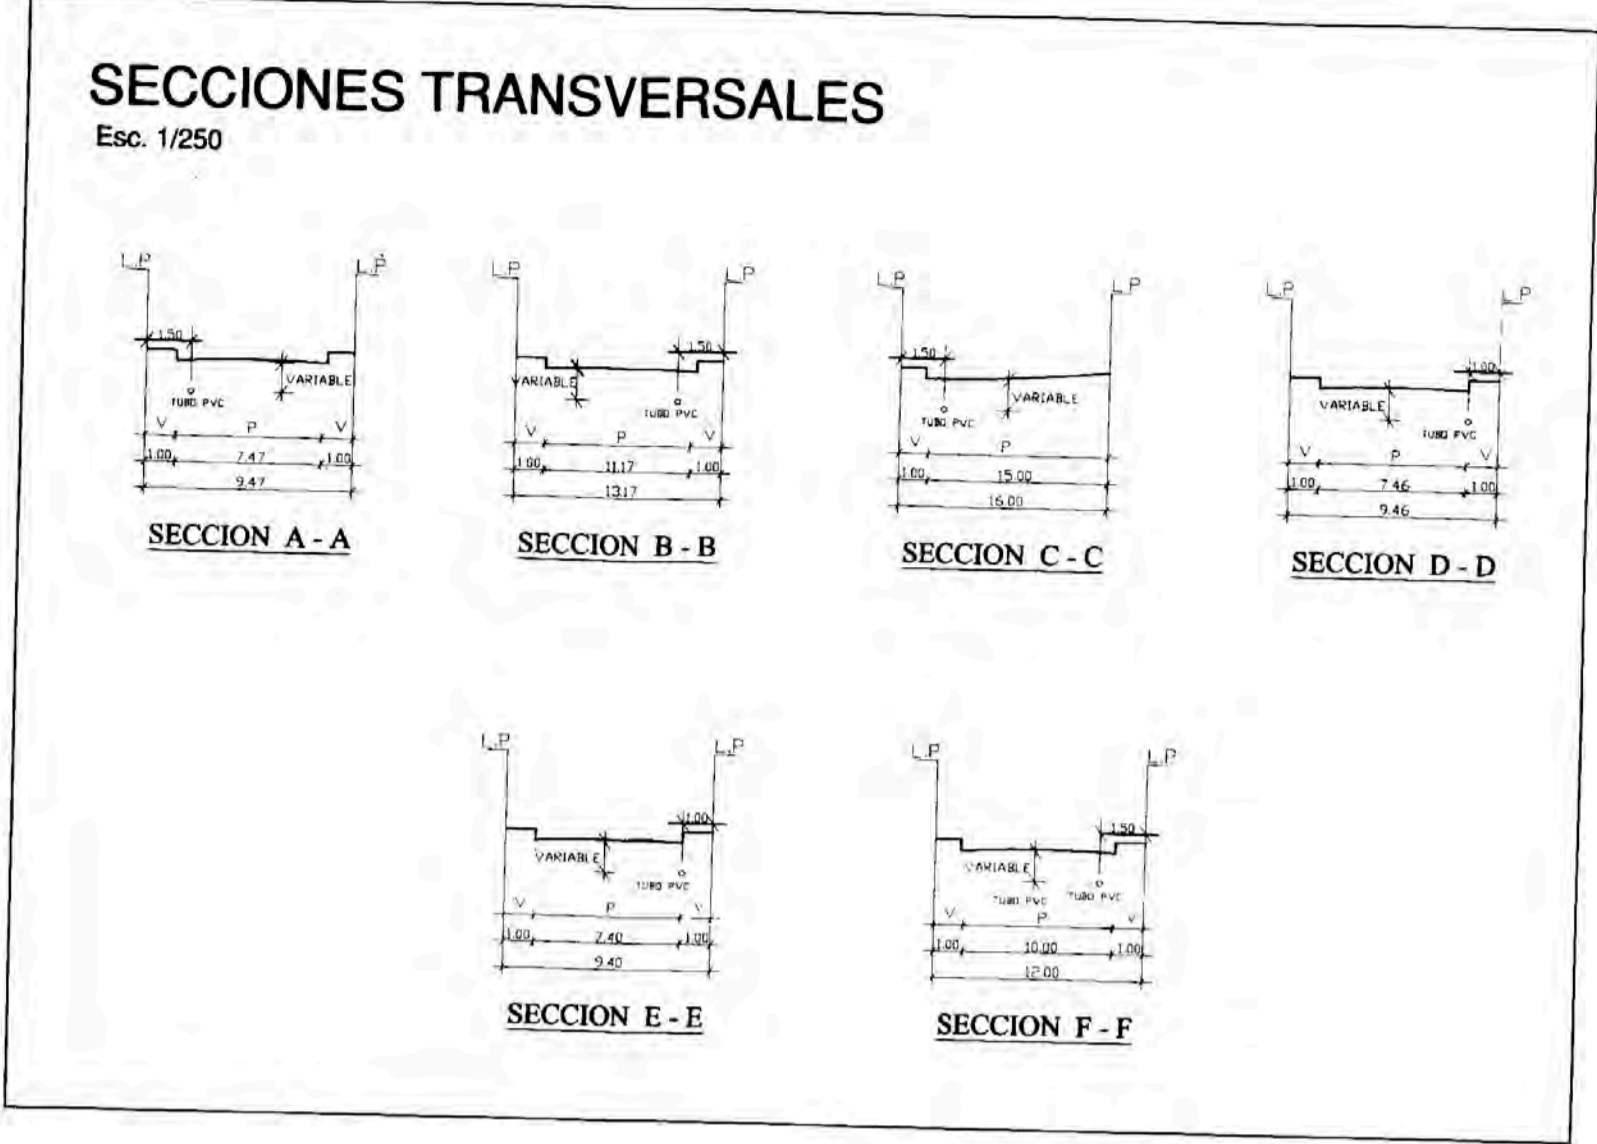 SECCIONES TRANSVERSALES
Esc. 1/250
L.P L.P
1.50
VARIABLE
TUBO PVC
V P V
1.00 7.47 1.00
9.47
SECCION A - A
L.P L.P
1.50
VARIABLE
TUBO PVC
V P V
1.00 11.17 1.00
13.17
SECCION B - B
L.P L.P
1.50
VARIABLE
TUBO PVC
V P
1.00 15.00
16.00
SECCION C - C
L.P L.P
1.00
VARIABLE
TUBO PVC
V P V
1.00 7.46 1.00
9.46
SECCION D - D
L.P L.P
1.00
VARIABLE
TUBO PVC
V P V
1.00 7.40 1.00
9.40
SECCION E - E
L.P L.P
1.50
VARIABLE
TUBO PVC TUBO PVC
V P V
1.00 10.00 1.00
12.00
SECCION F - F